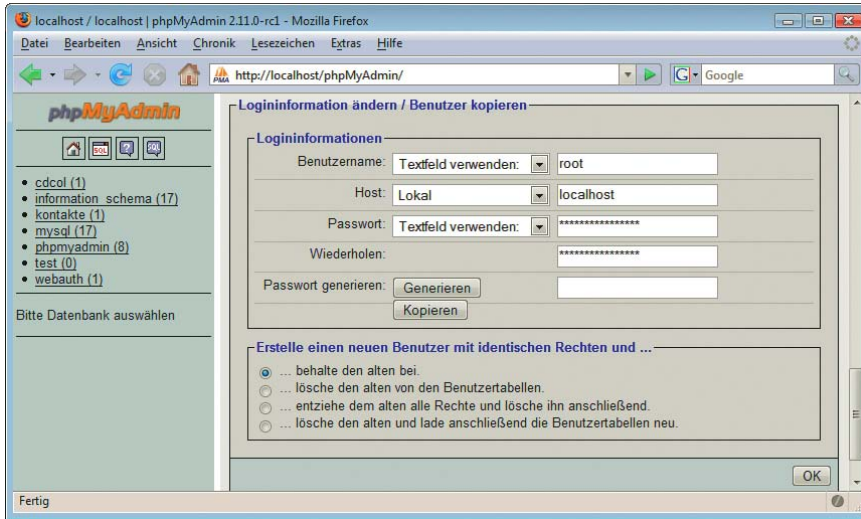 localhost / localhost | phpMyAdmin 2.11.0-rc1 - Mozilla Firefox
Datei Bearbeiten Ansicht Chronik Lesezeichen Extras Hilfe
PMA http://localhost/phpMyAdmin/ G Google
phpMyAdmin
SQL ? SQL
cdcol (1)
information_schema (17)
kontakte (1)
mysql (17)
phpmyadmin (8)
test (0)
webauth (1)
Bitte Datenbank auswählen
Logininformation ändern / Benutzer kopieren
Logininformationen
Benutzername: Textfeld verwenden: root
Host: Lokal localhost
Passwort: Textfeld verwenden: ****************
Wiederholen: ****************
Passwort generieren: Generieren
Kopieren
Erstelle einen neuen Benutzer mit identischen Rechten und ...
... behalte den alten bei.
... lösche den alten von den Benutzertabellen.
... entziehe dem alten alle Rechte und lösche ihn anschließend.
... lösche den alten und lade anschließend die Benutzertabellen neu.
OK
Fertig